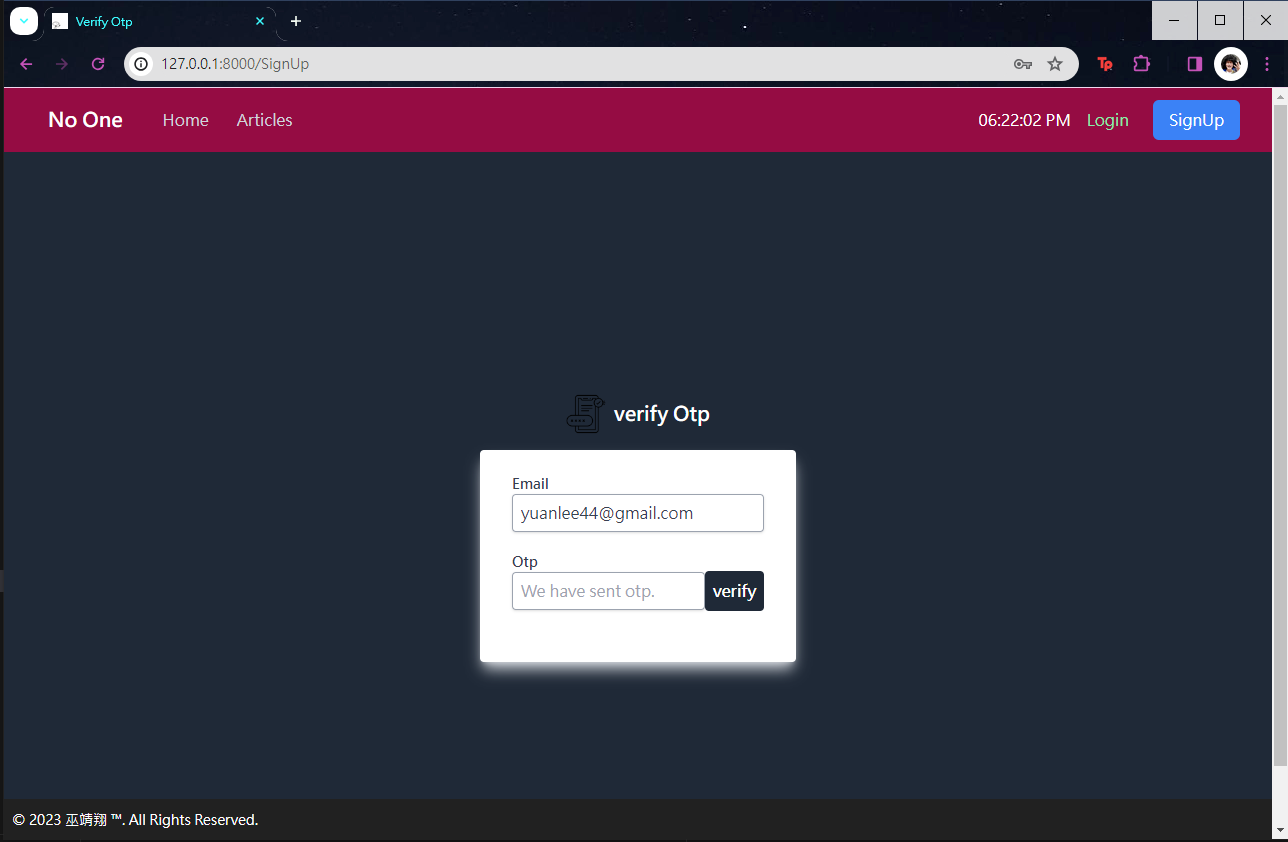 Verify Otp
127.0.0.1:8000/SignUp
No One Home Articles 06:22:02 PM Login SignUp
verify Otp
Email
yuanlee44@gmail.com
Otp
We have sent otp. verify
© 2023 巫靖翔 ™. All Rights Reserved.